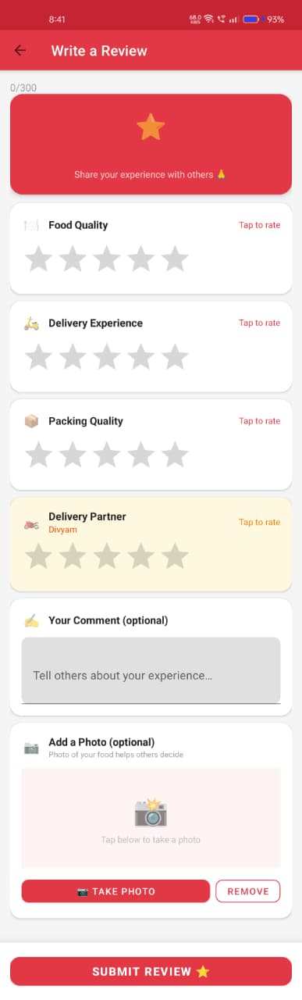 8:41 68.0 KB/S 93%
Write a Review
0/300
Share your experience with others 🙏
Food Quality Tap to rate
Delivery Experience Tap to rate
Packing Quality Tap to rate
Delivery Partner Tap to rate
Divyam
Your Comment (optional)
Tell others about your experience...
Add a Photo (optional)
Photo of your food helps others decide
Tap below to take a photo
📷 TAKE PHOTO REMOVE
SUBMIT REVIEW ⭐